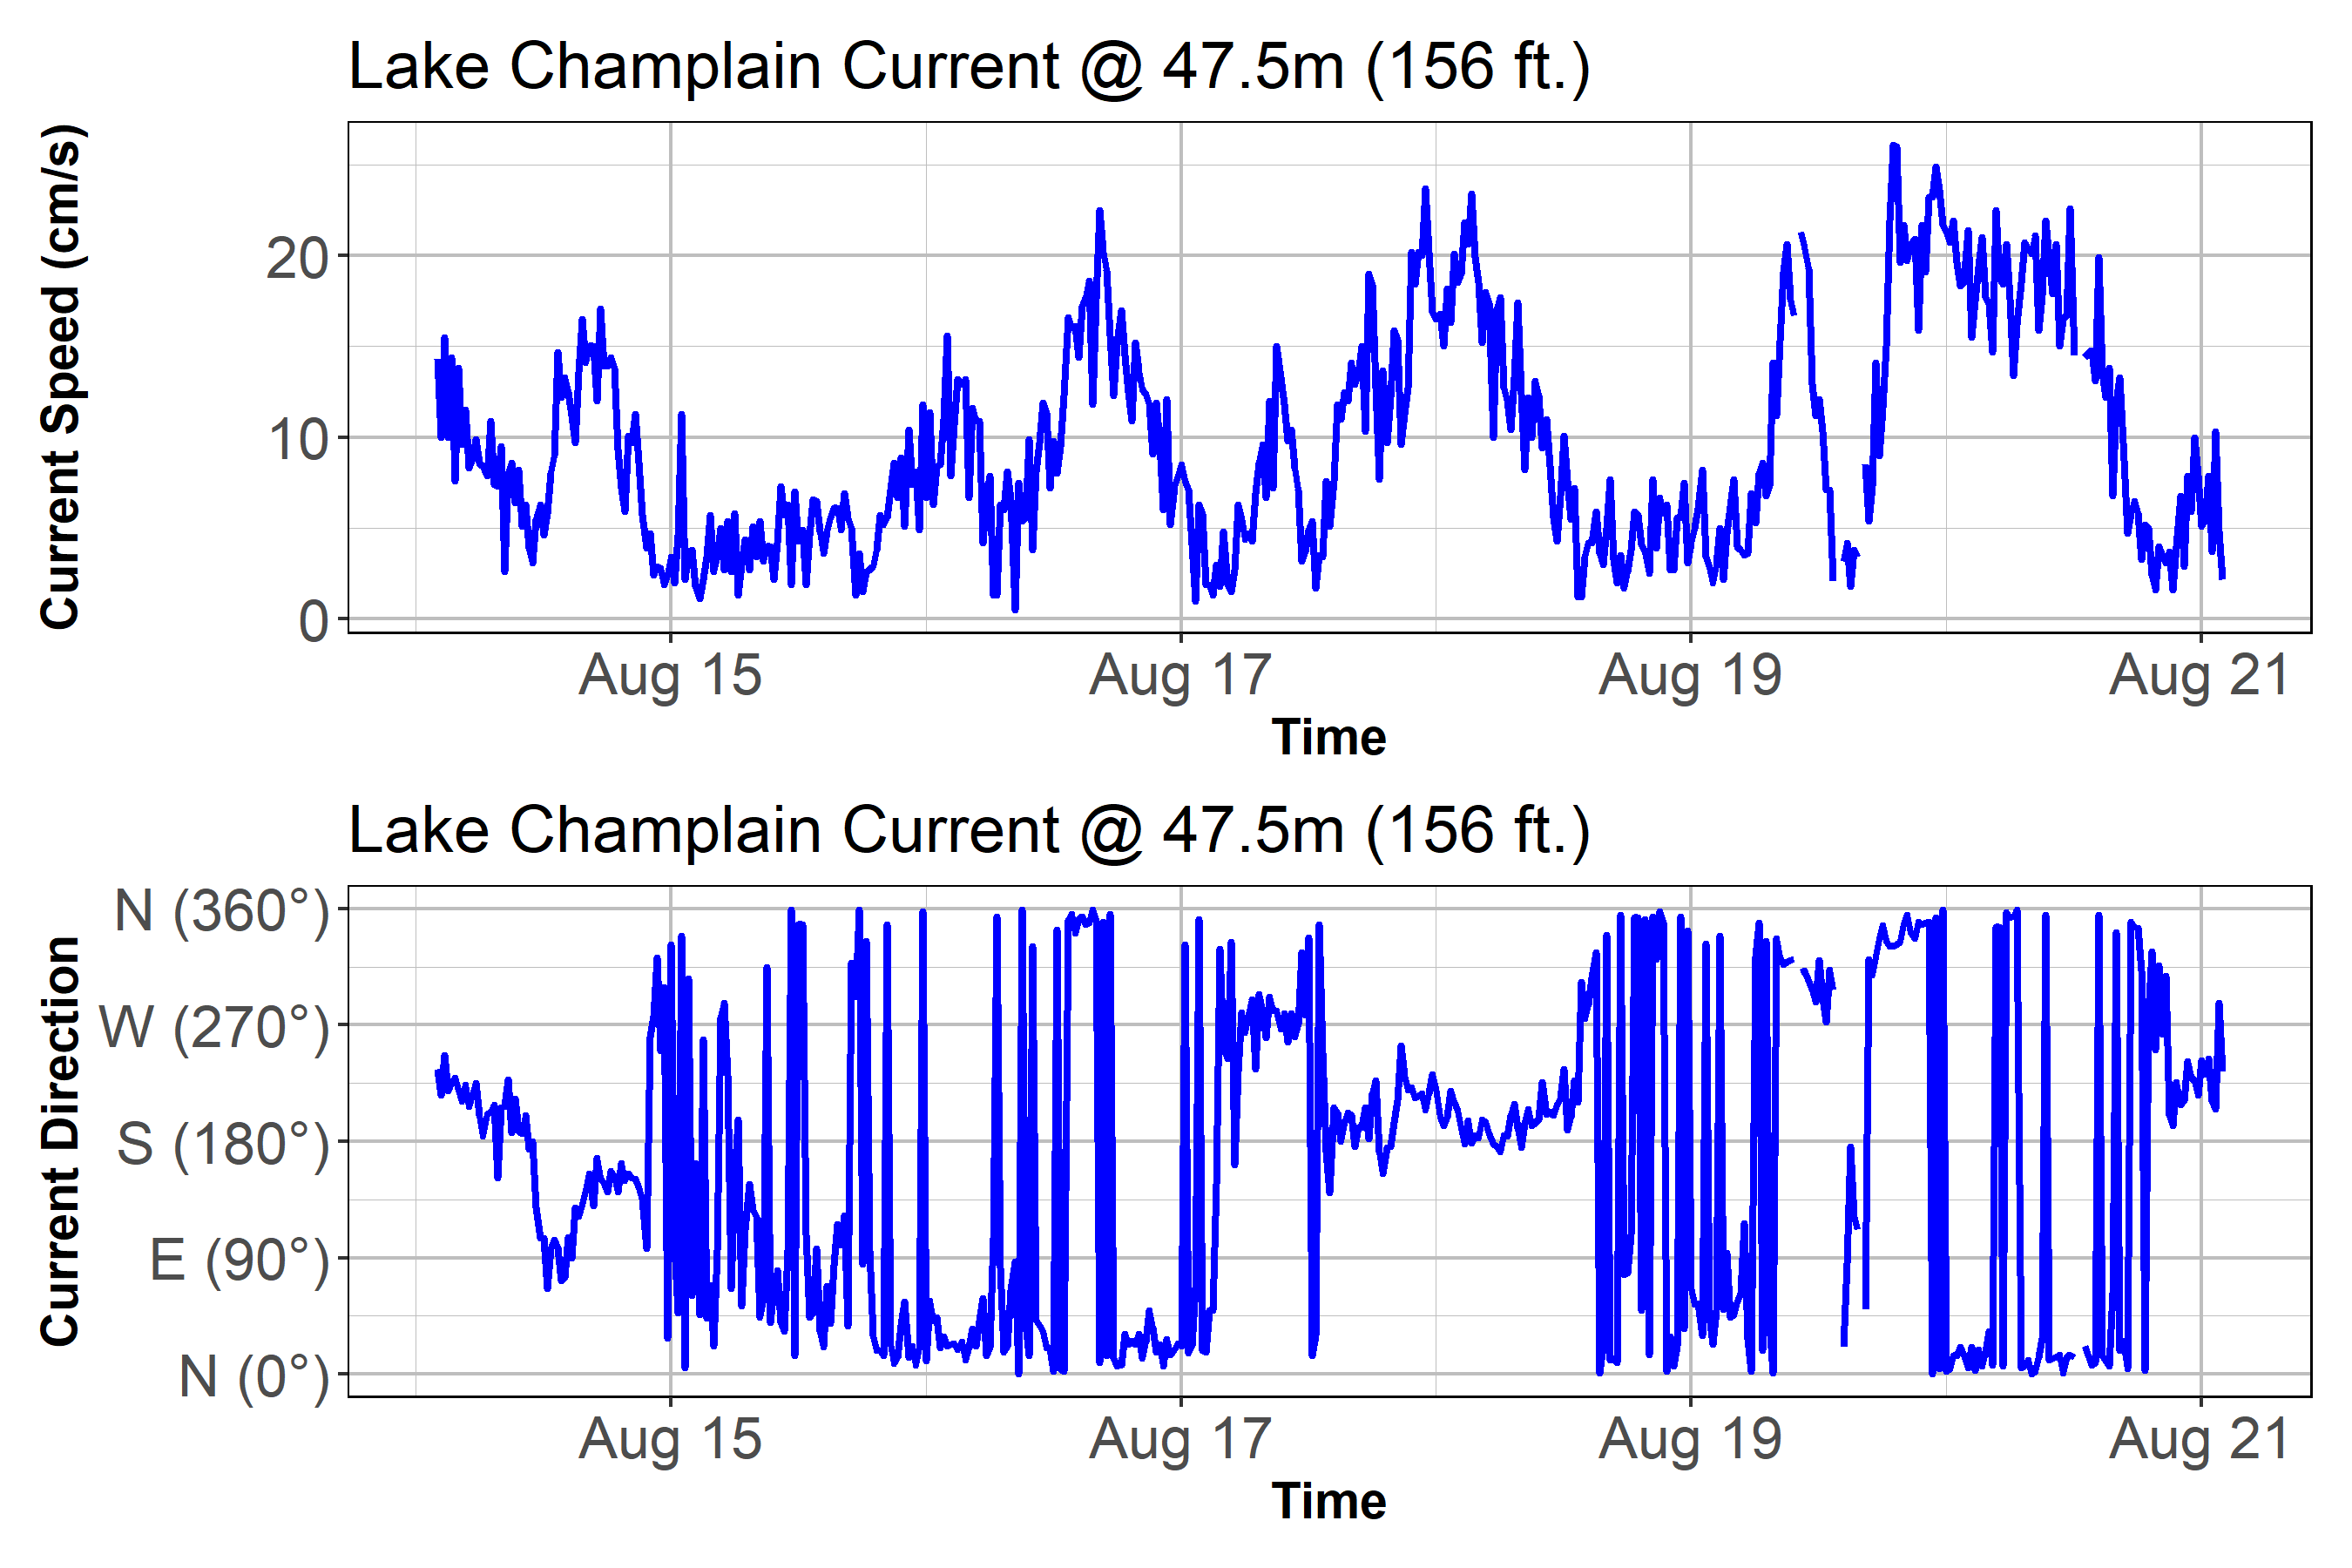 Lake Champlain Current @ 47.5m (156 ft.)
Current Speed (cm/s)
20
10
0
Aug 15 Aug 17 Aug 19 Aug 21
Time
Lake Champlain Current @ 47.5m (156 ft.)
Current Direction
N (360°)
W (270°)
S (180°)
E (90°)
N (0°)
Aug 15 Aug 17 Aug 19 Aug 21
Time